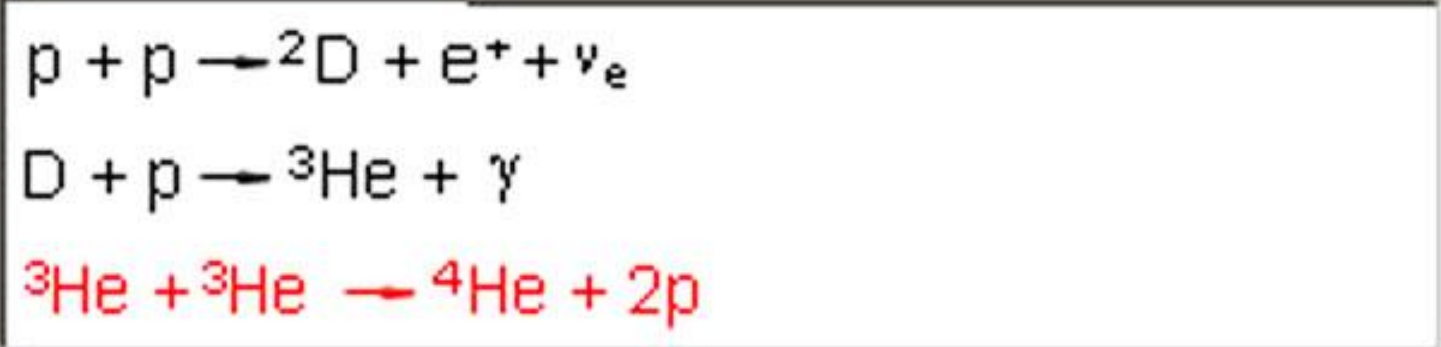 p + p → ²D + e⁺ + νₑ
D + p → ³He + γ
³He + ³He → ⁴He + 2p